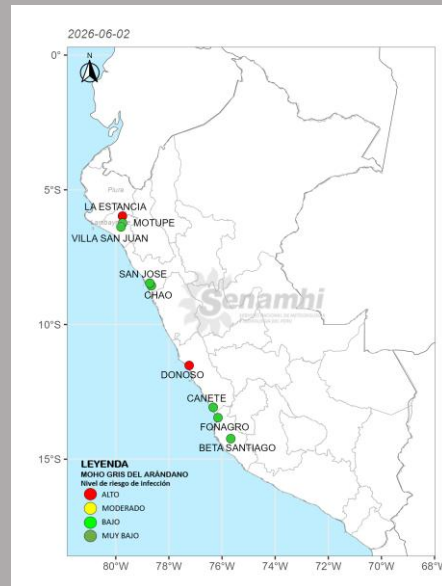 2026-06-02
N
0°
Piura
5°S
LA ESTANCIA
MOTUPE
VILLA SAN JUAN
SAN JOSE
CHAO
Senamhi
10°S
DONOSO
CANETE
FONAGRO
BETA SANTIAGO
15°S
LEYENDA
MOHO GRIS DEL ARÁNDANO
Nivel de riesgo de infección
ALTO
MODERADO
BAJO
MUY BAJO
80°W 78°W 76°W 74°W 72°W 70°W 68°W